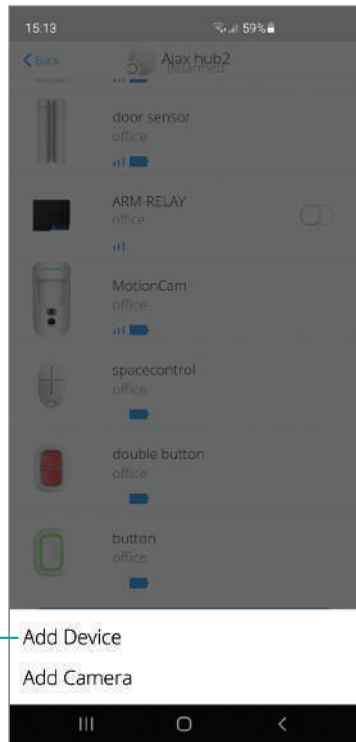 15:13
59%
Back
Ajax hub2
Disarmed
door sensor
office
ARM-RELAY
office
MotionCam
office
spacecontrol
office
double button
office
button
office
Add Device
Add Camera